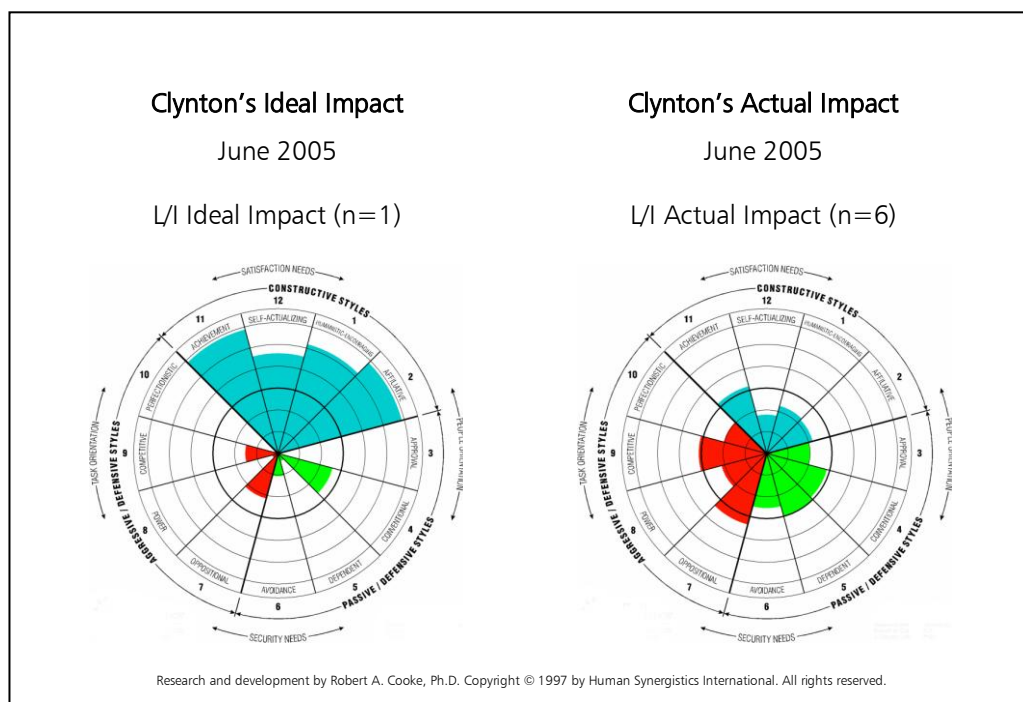 Clynton's Ideal Impact
June 2005
L/I Ideal Impact (n=1)
SATISFACTION NEEDS
CONSTRUCTIVE STYLES
12
SELF-ACTUALIZING
1
HUMANISTIC-ENCOURAGING
2
AFFILIATIVE
PEOPLE ORIENTATION
3
APPROVAL
4
CONVENTIONAL
5
DEPENDENT
PASSIVE / DEFENSIVE STYLES
6
AVOIDANCE
SECURITY NEEDS
7
OPPOSITIONAL
8
POWER
AGGRESSIVE / DEFENSIVE STYLES
9
COMPETITIVE
TASK ORIENTATION
10
PERFECTIONISTIC
11
ACHIEVEMENT
Clynton's Actual Impact
June 2005
L/I Actual Impact (n=6)
SATISFACTION NEEDS
CONSTRUCTIVE STYLES
12
SELF-ACTUALIZING
1
HUMANISTIC-ENCOURAGING
2
AFFILIATIVE
PEOPLE ORIENTATION
3
APPROVAL
4
CONVENTIONAL
5
DEPENDENT
PASSIVE / DEFENSIVE STYLES
6
AVOIDANCE
SECURITY NEEDS
7
OPPOSITIONAL
8
POWER
AGGRESSIVE / DEFENSIVE STYLES
9
COMPETITIVE
TASK ORIENTATION
10
PERFECTIONISTIC
11
ACHIEVEMENT
Research and development by Robert A. Cooke, Ph.D. Copyright © 1997 by Human Synergistics International. All rights reserved.